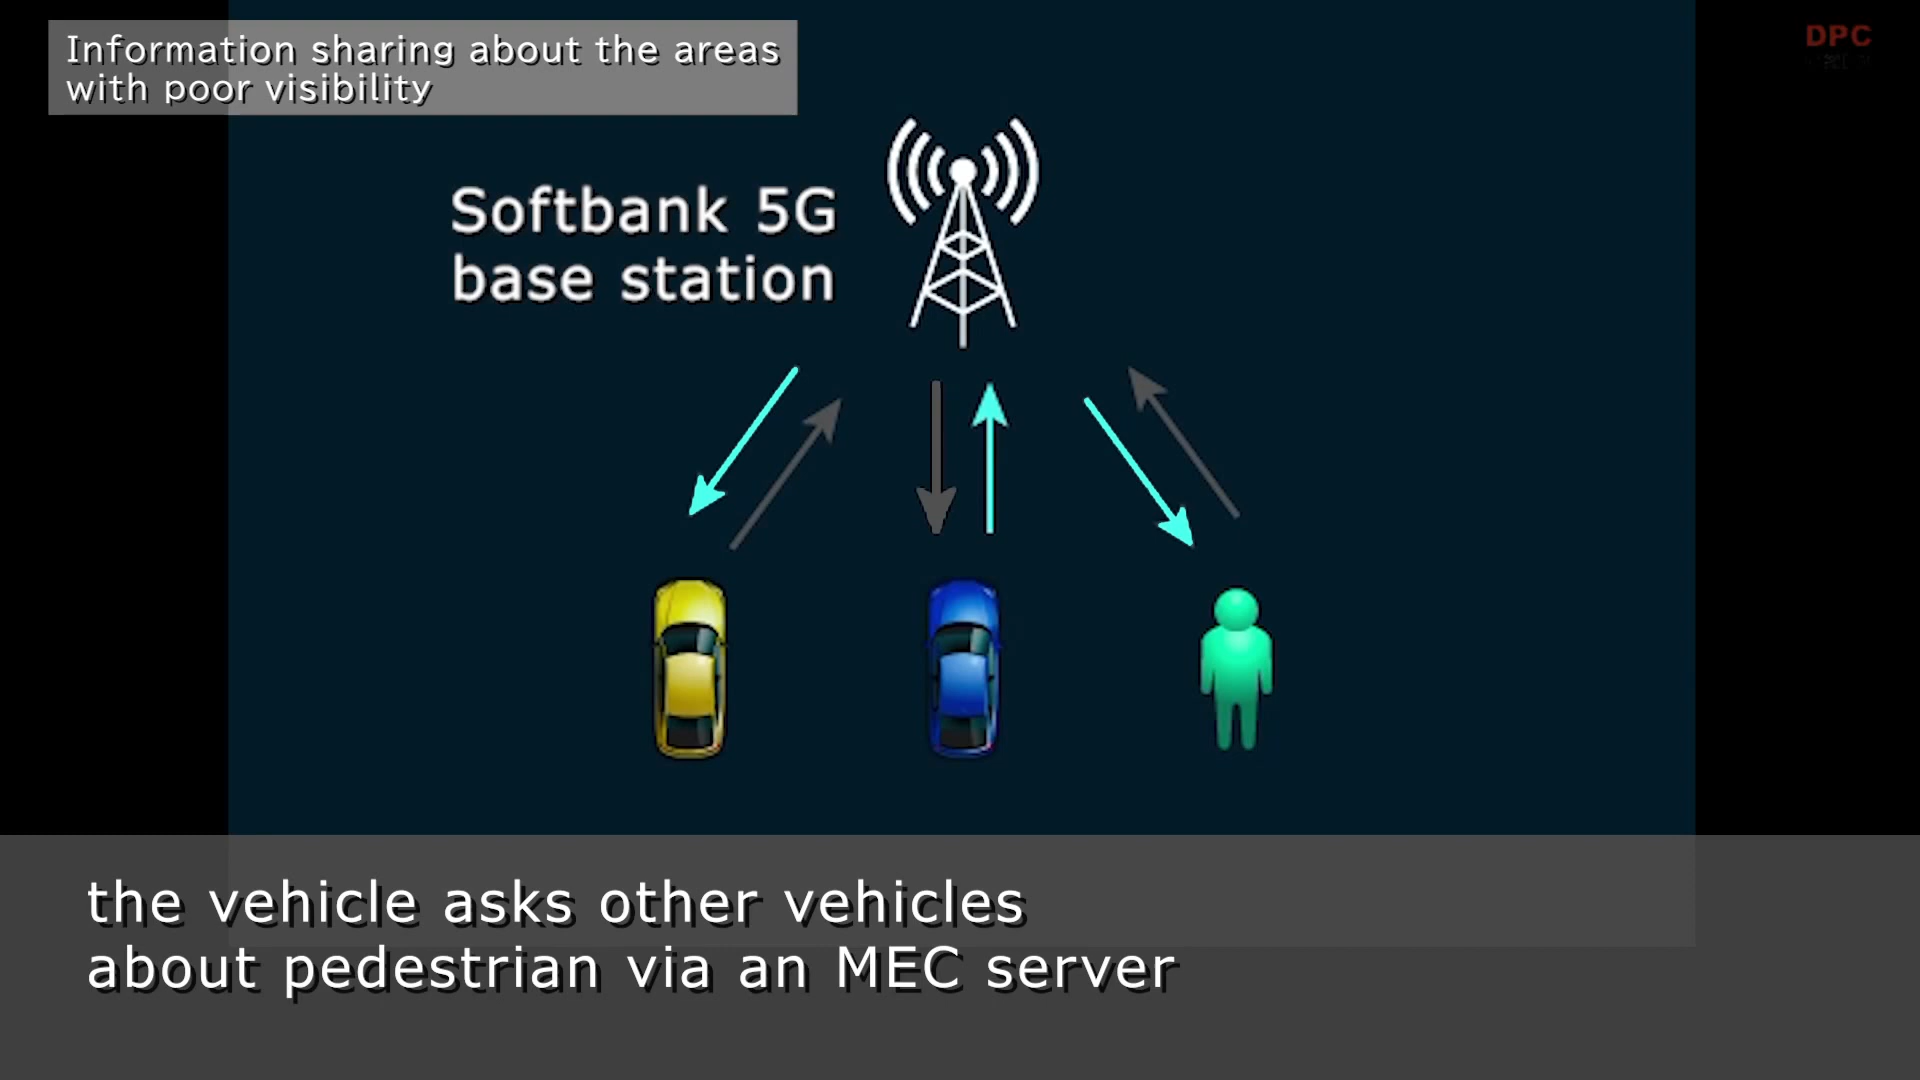 Information sharing about the areas
with poor visibility
DPC
Softbank 5G
base station
the vehicle asks other vehicles
about pedestrian via an MEC server